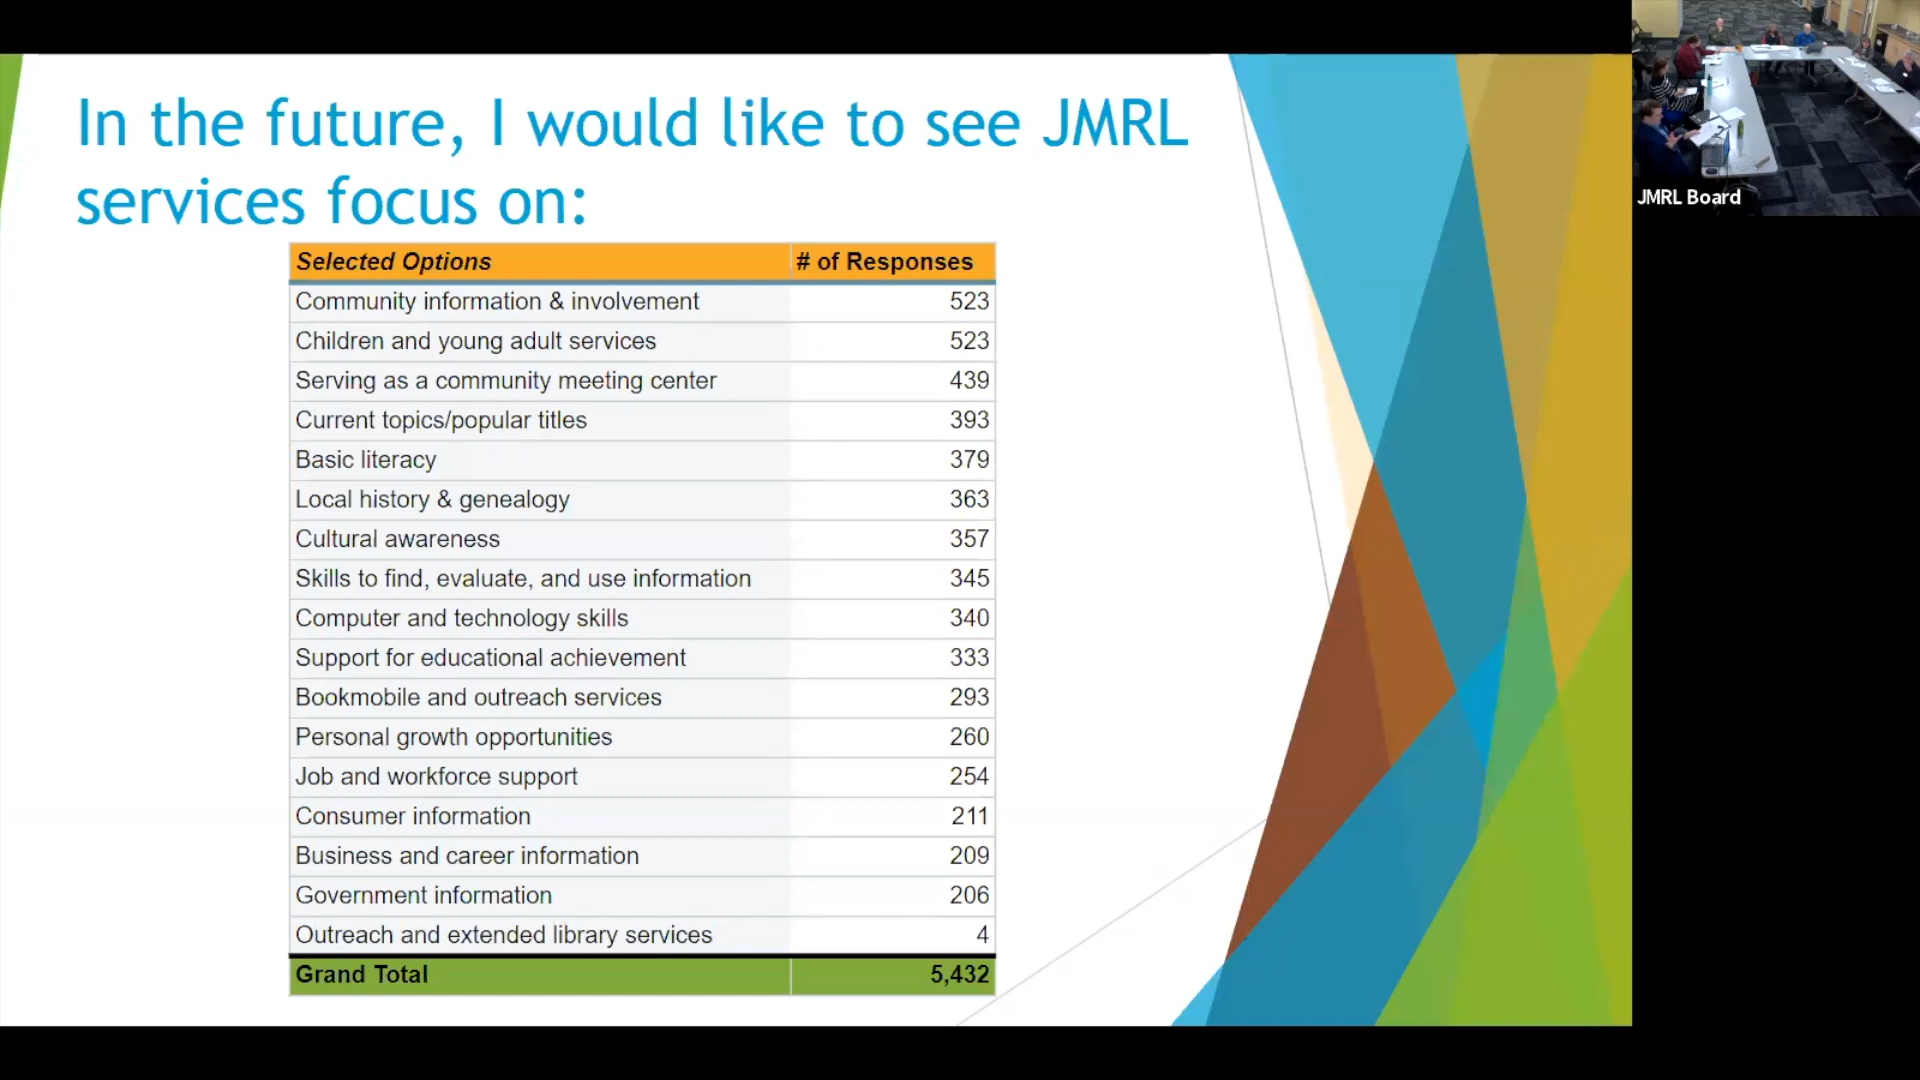 In the future, I would like to see JMRL
services focus on:
Selected Options # of Responses
Community information & involvement 523
Children and young adult services 523
Serving as a community meeting center 439
Current topics/popular titles 393
Basic literacy 379
Local history & genealogy 363
Cultural awareness 357
Skills to find, evaluate, and use information 345
Computer and technology skills 340
Support for educational achievement 333
Bookmobile and outreach services 293
Personal growth opportunities 260
Job and workforce support 254
Consumer information 211
Business and career information 209
Government information 206
Outreach and extended library services 4
Grand Total 5,432
JMRL Board